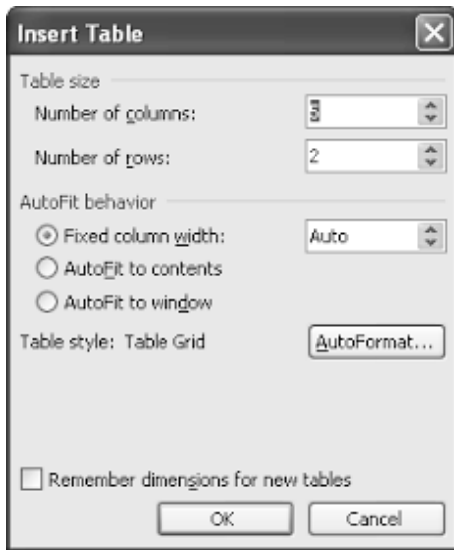 Insert Table
Table size
Number of columns:
Number of rows: 2
AutoFit behavior
Fixed column width: Auto
AutoFit to contents
AutoFit to window
Table style: Table Grid AutoFormat...
Remember dimensions for new tables
OK Cancel